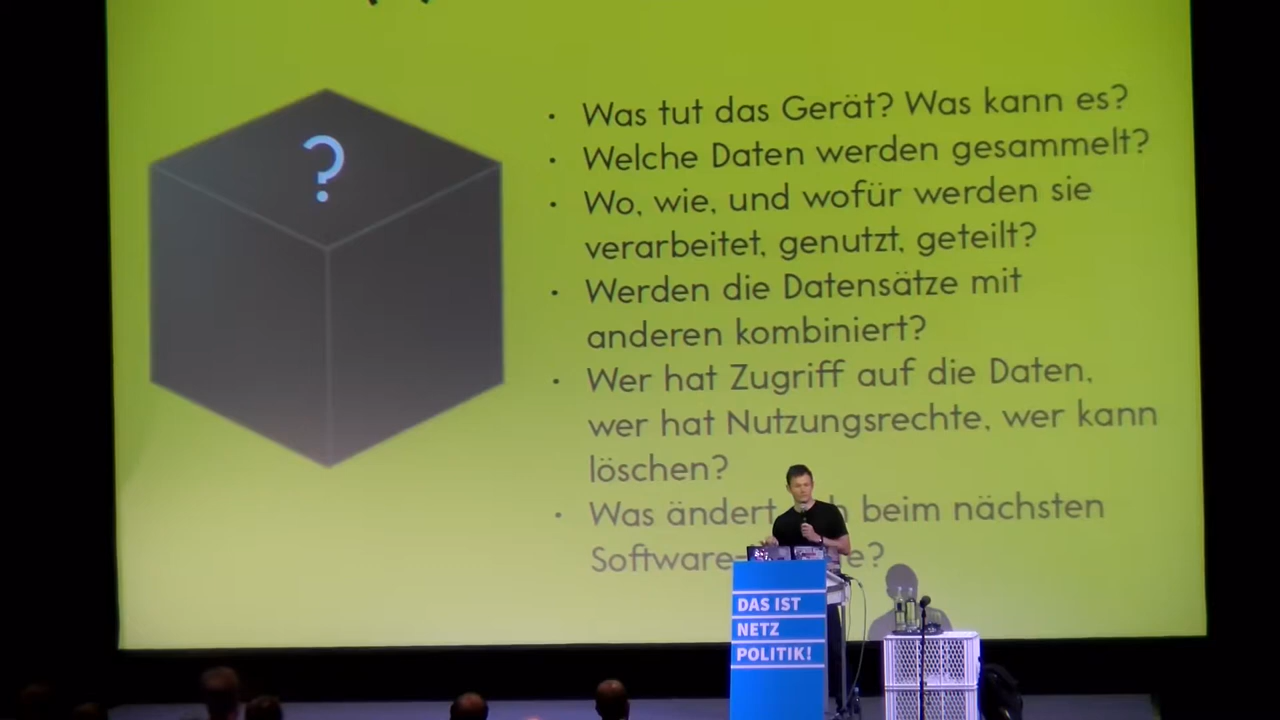 ?
· Was tut das Gerät? Was kann es?
· Welche Daten werden gesammelt?
· Wo, wie, und wofür werden sie
verarbeitet, genutzt, geteilt?
· Werden die Datensätze mit
anderen kombiniert?
· Wer hat Zugriff auf die Daten,
wer hat Nutzungsrechte, wer kann
löschen?
· Was ändert beim nächsten
Software-
DAS IST
NETZ
POLITIK!